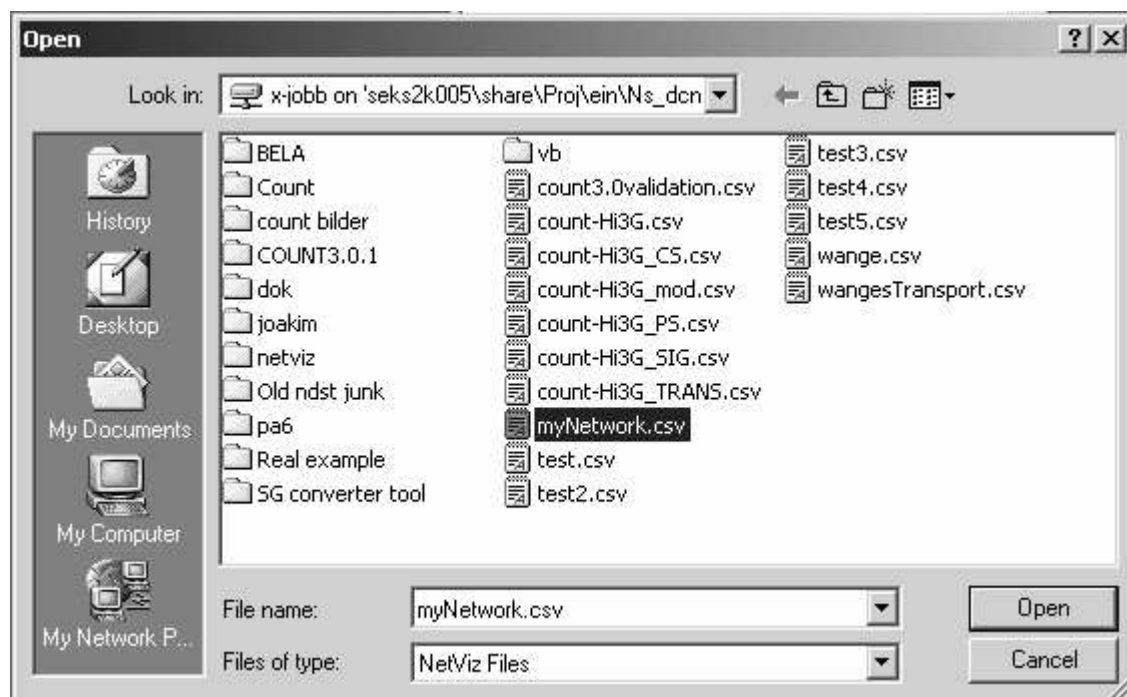 Open
Look in: x-jobb on 'seks2k005\share\Proj\ein\Ns_dcn
History
Desktop
My Documents
My Computer
My Network P...
BELA
Count
count bilder
COUNT3.0.1
dok
joakim
netviz
Old ndst junk
pa6
Real example
SG converter tool
vb
count3.0validation.csv
count-Hi3G.csv
count-Hi3G_CS.csv
count-Hi3G_mod.csv
count-Hi3G_PS.csv
count-Hi3G_SIG.csv
count-Hi3G_TRANS.csv
myNetwork.csv
test.csv
test2.csv
test3.csv
test4.csv
test5.csv
wange.csv
wangesTransport.csv
File name: myNetwork.csv Open
Files of type: NetViz Files Cancel